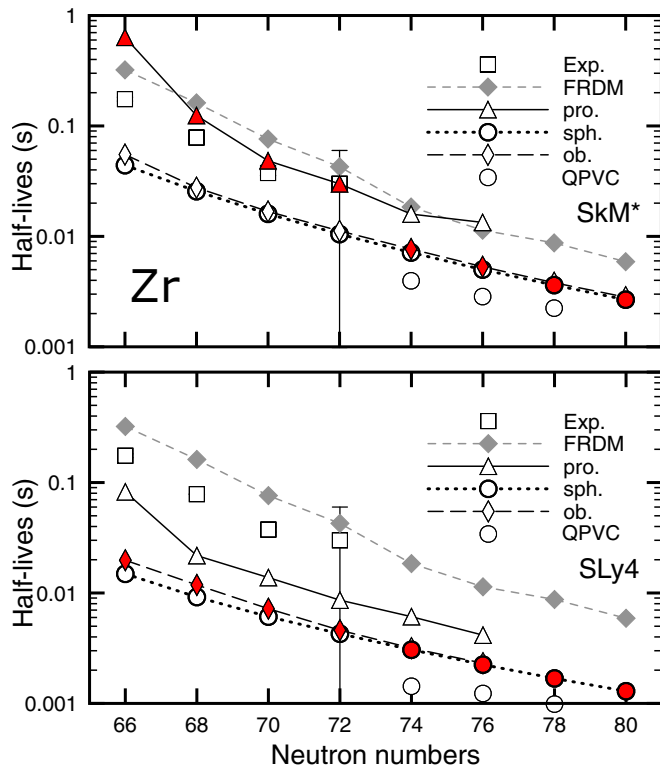 1
0.1
0.01
0.001
Half-lives (s)
Zr
Exp.
FRDM
pro.
sph.
ob.
QPVC
SkM*
1
0.1
0.01
0.001
Half-lives (s)
Exp.
FRDM
pro.
sph.
ob.
QPVC
SLy4
66 68 70 72 74 76 78 80
Neutron numbers